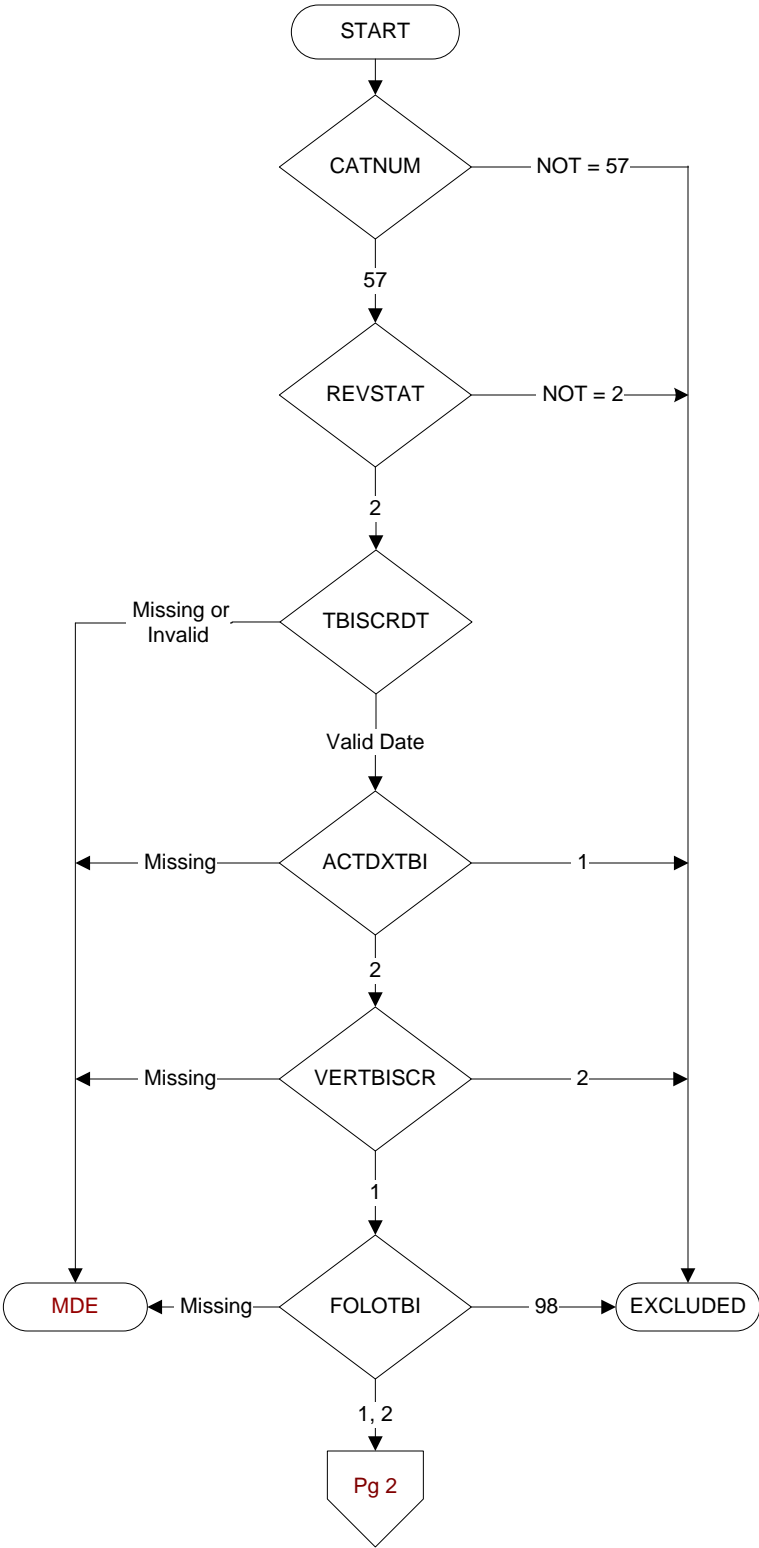 START
CATNUM
NOT = 57
57
REVSTAT
NOT = 2
2
Missing or
Invalid
TBISCRDT
Valid Date
Missing
ACTDXTBI
1
2
Missing
VERTBISCR
2
1
MDE
Missing
FOLOTBI
98
EXCLUDED
1, 2
Pg 2